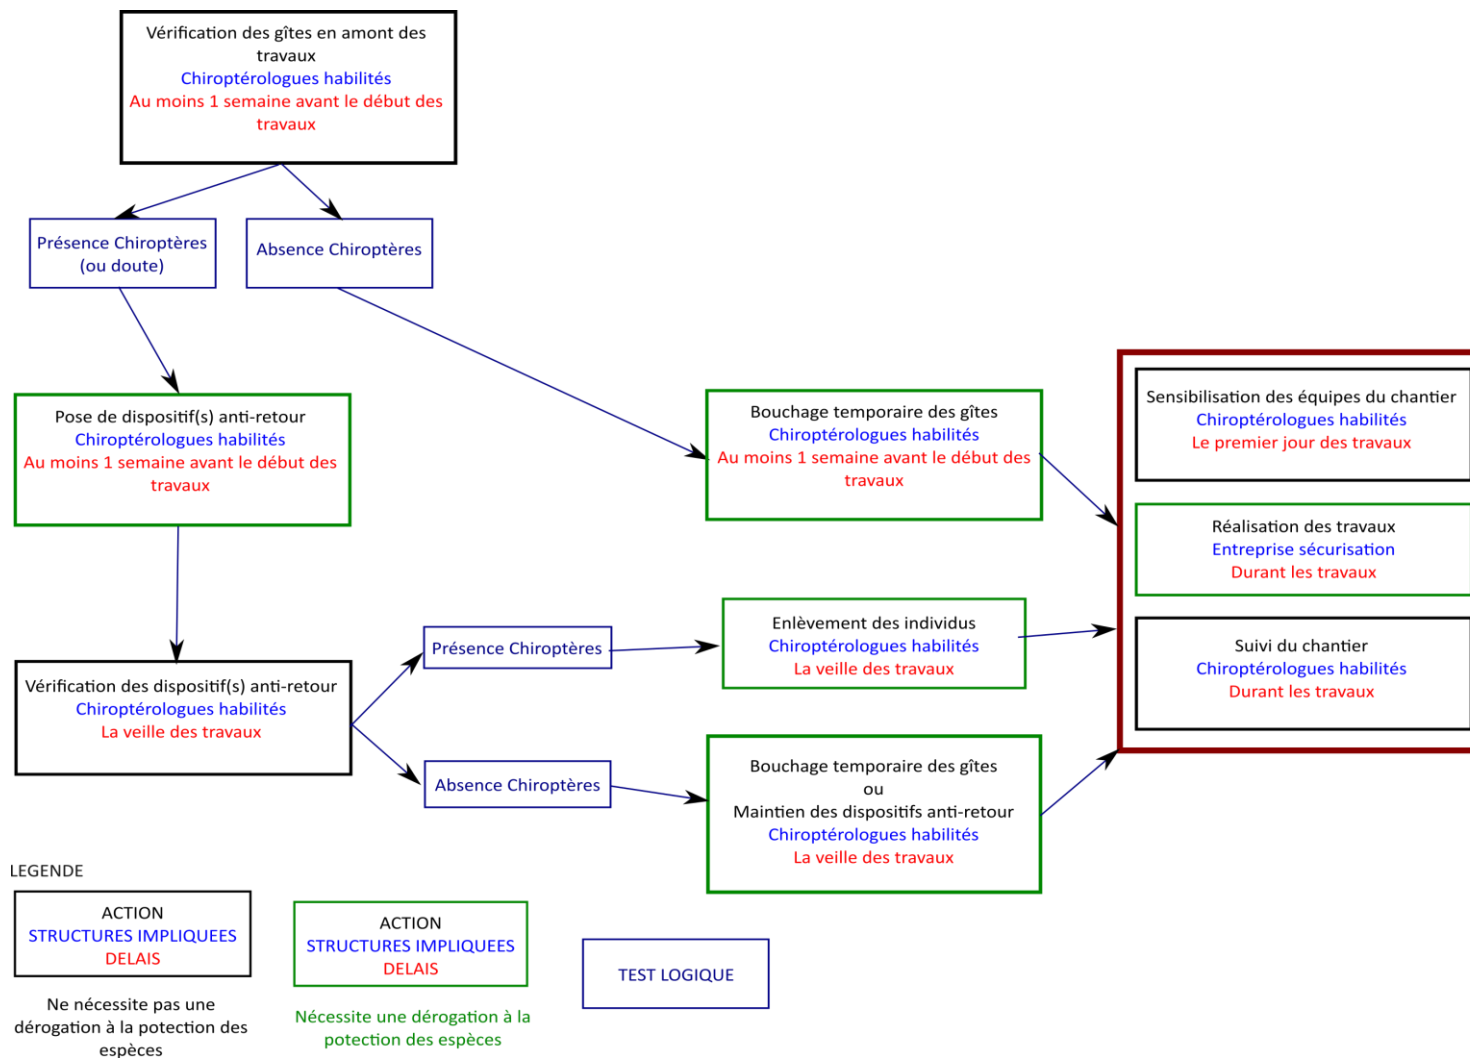 Vérification des gîtes en amont des
travaux
Chiroptérologues habilités
Au moins 1 semaine avant le début des
travaux
Présence Chiroptères
(ou doute)
Absence Chiroptères
Pose de dispositif(s) anti-retour
Chiroptérologues habilités
Au moins 1 semaine avant le début des
travaux
Bouchage temporaire des gîtes
Chiroptérologues habilités
Au moins 1 semaine avant le début des
travaux
Sensibilisation des équipes du chantier
Chiroptérologues habilités
Le premier jour des travaux
Réalisation des travaux
Entreprise sécurisation
Durant les travaux
Suivi du chantier
Chiroptérologues habilités
Durant les travaux
Vérification des dispositif(s) anti-retour
Chiroptérologues habilités
La veille des travaux
Présence Chiroptères
Enlèvement des individus
Chiroptérologues habilités
La veille des travaux
Absence Chiroptères
Bouchage temporaire des gîtes
ou
Maintien des dispositifs anti-retour
Chiroptérologues habilités
La veille des travaux
LEGENDE
ACTION
STRUCTURES IMPLIQUEES
DELAIS
Ne nécessite pas une
dérogation à la potection des
espèces
ACTION
STRUCTURES IMPLIQUEES
DELAIS
Nécessite une dérogation à la
potection des espèces
TEST LOGIQUE